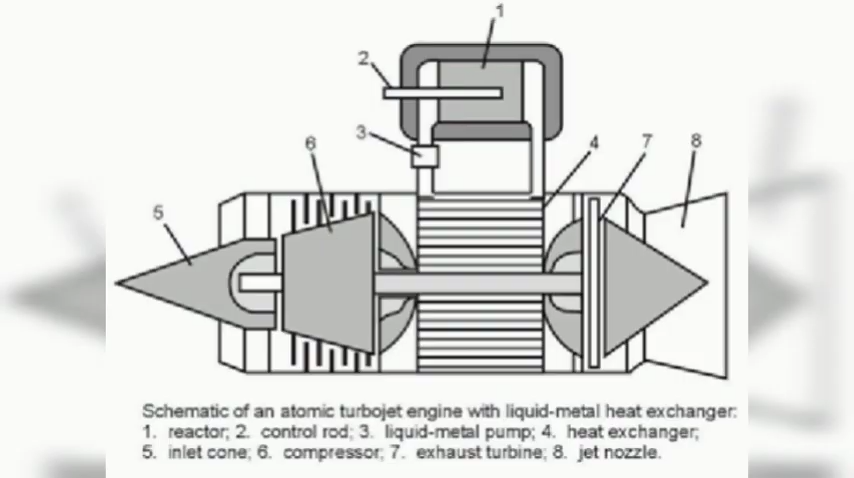 1
2
3
4
5
6
7
8
Schematic of an atomic turbojet engine with liquid-metal heat exchanger:
1. reactor; 2. control rod; 3. liquid-metal pump; 4. heat exchanger;
5. inlet cone; 6. compressor; 7. exhaust turbine; 8. jet nozzle.